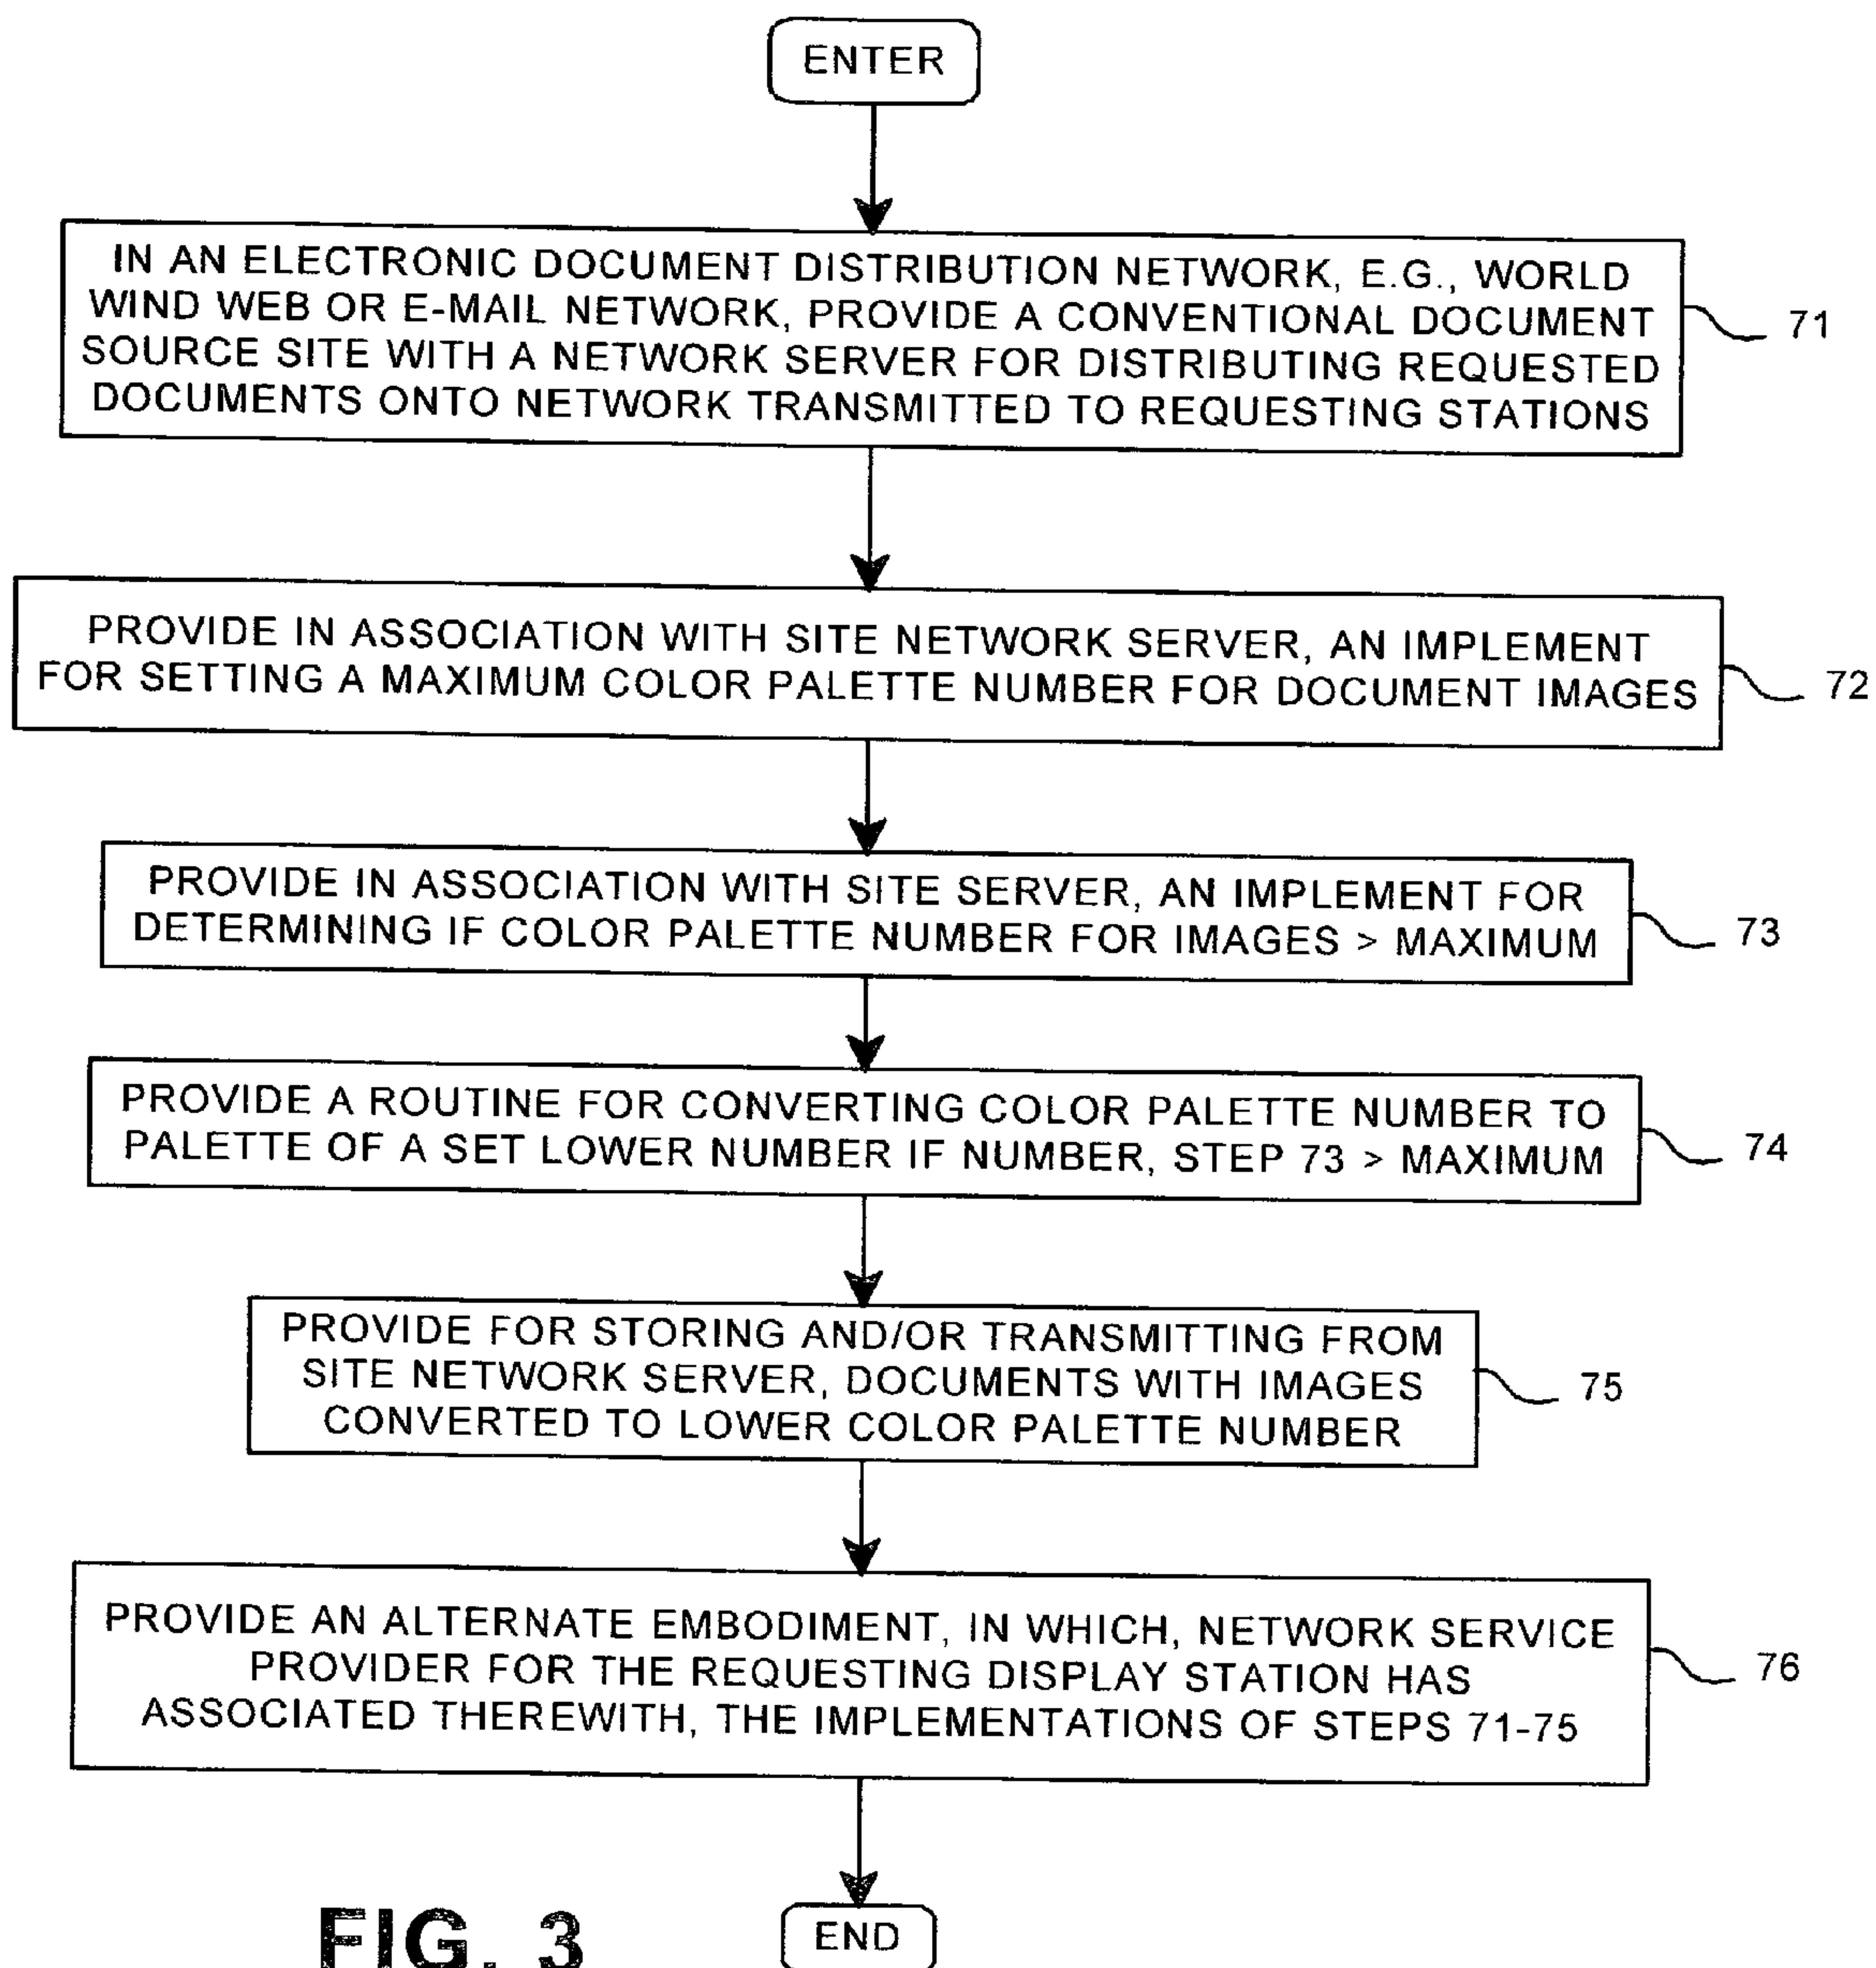 ENTER
IN AN ELECTRONIC DOCUMENT DISTRIBUTION NETWORK, E.G., WORLD
WIND WEB OR E-MAIL NETWORK, PROVIDE A CONVENTIONAL DOCUMENT
SOURCE SITE WITH A NETWORK SERVER FOR DISTRIBUTING REQUESTED
DOCUMENTS ONTO NETWORK TRANSMITTED TO REQUESTING STATIONS
71
PROVIDE IN ASSOCIATION WITH SITE NETWORK SERVER, AN IMPLEMENT
FOR SETTING A MAXIMUM COLOR PALETTE NUMBER FOR DOCUMENT IMAGES
72
PROVIDE IN ASSOCIATION WITH SITE SERVER, AN IMPLEMENT FOR
DETERMINING IF COLOR PALETTE NUMBER FOR IMAGES > MAXIMUM
73
PROVIDE A ROUTINE FOR CONVERTING COLOR PALETTE NUMBER TO
PALETTE OF A SET LOWER NUMBER IF NUMBER, STEP 73 > MAXIMUM
74
PROVIDE FOR STORING AND/OR TRANSMITTING FROM
SITE NETWORK SERVER, DOCUMENTS WITH IMAGES
CONVERTED TO LOWER COLOR PALETTE NUMBER
75
PROVIDE AN ALTERNATE EMBODIMENT, IN WHICH, NETWORK SERVICE
PROVIDER FOR THE REQUESTING DISPLAY STATION HAS
ASSOCIATED THEREWITH, THE IMPLEMENTATIONS OF STEPS 71-75
76
END
FIG. 3